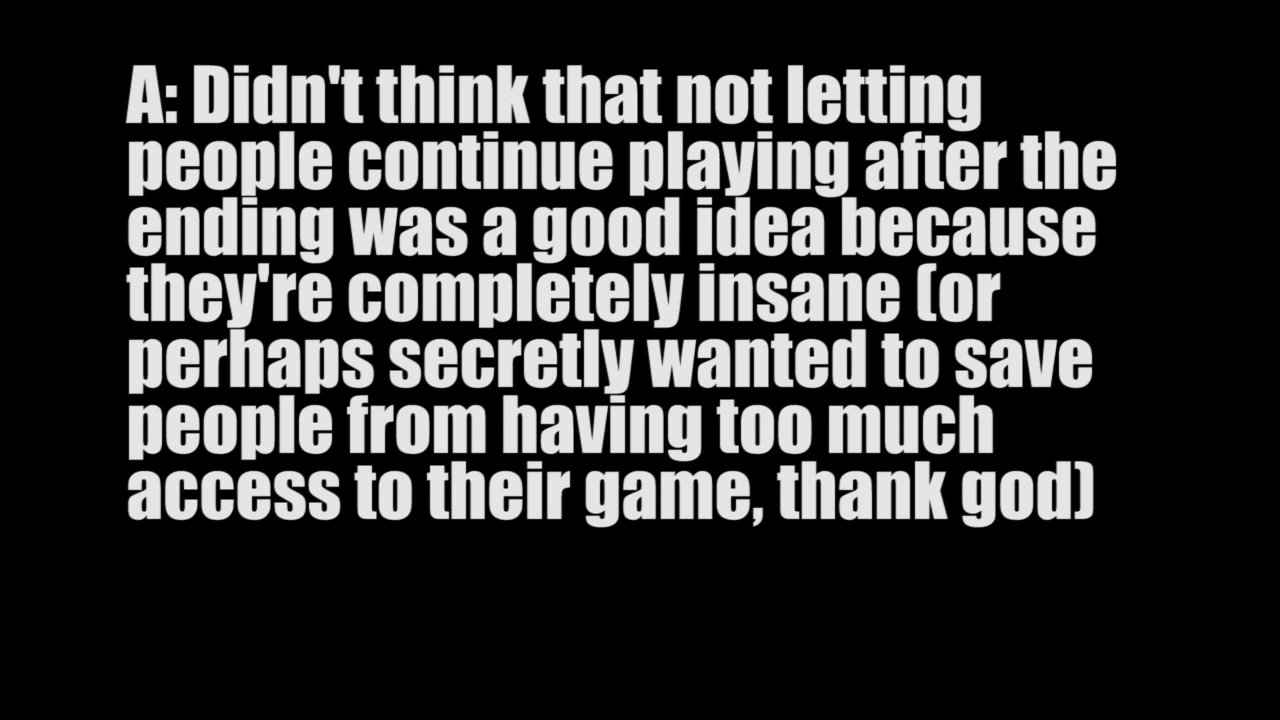 A: Didn't think that not letting
people continue playing after the
ending was a good idea because
they're completely insane (or
perhaps secretly wanted to save
people from having too much
access to their game, thank god)